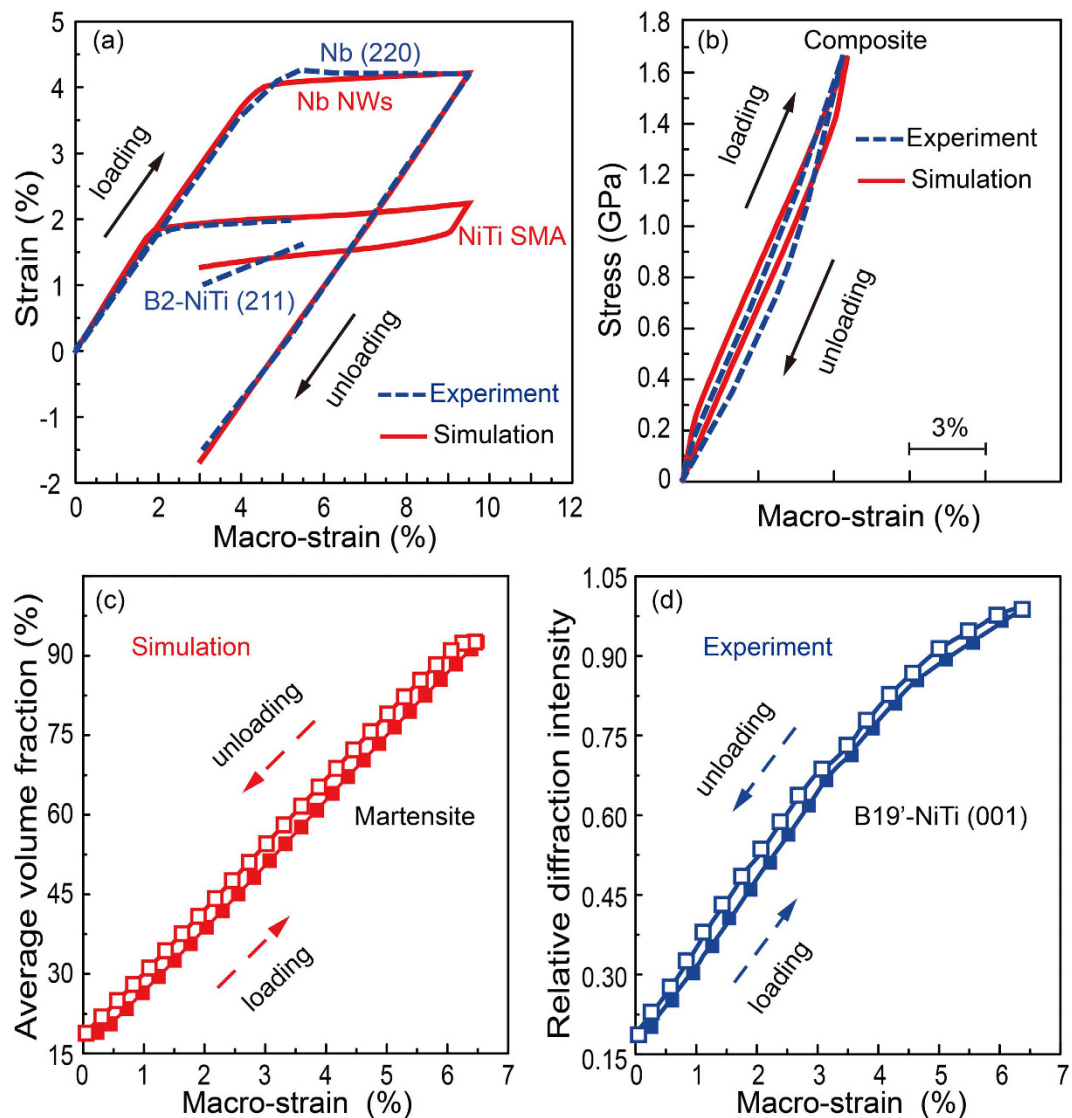 (a)
Nb (220)
Nb NWs
loading
NiTi SMA
B2-NiTi (211)
unloading
Experiment
Simulation
Strain (%)
5
4
3
2
1
0
-1
-2
0 2 4 6 8 10 12
Macro-strain (%)
(b)
Composite
loading
Experiment
Simulation
unloading
3%
Stress (GPa)
1.8
1.6
1.4
1.2
1.0
0.8
0.6
0.4
0.2
0
Macro-strain (%)
(c)
Simulation
unloading
Martensite
loading
Average volume fraction (%)
90
75
60
45
30
15
0 1 2 3 4 5 6 7
Macro-strain (%)
(d)
Experiment
unloading
B19'-NiTi (001)
loading
Relative diffraction intensity
1.05
0.90
0.75
0.60
0.45
0.30
0.15
0 1 2 3 4 5 6 7
Macro-strain (%)